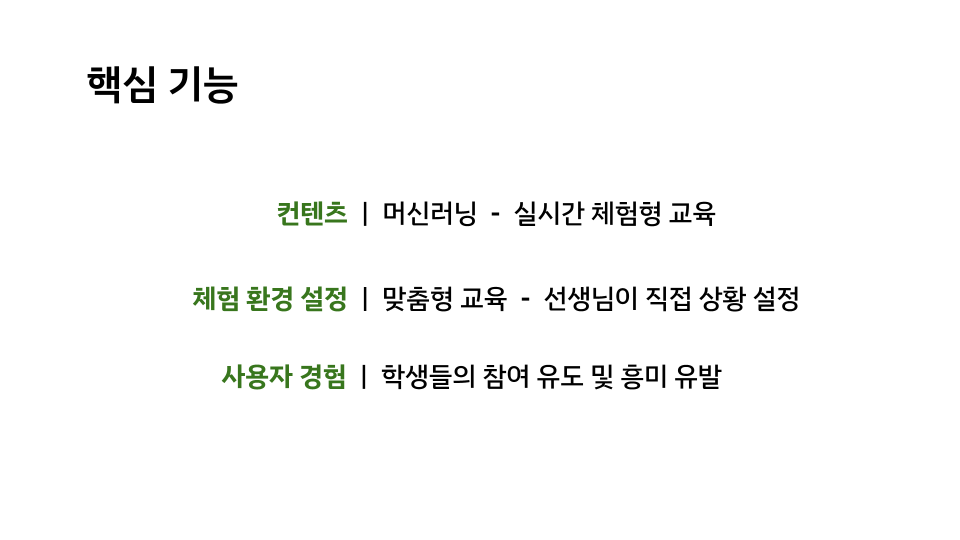 핵심 기능
컨텐츠 | 머신러닝 - 실시간 체험형 교육
체험 환경 설정 | 맞춤형 교육 - 선생님이 직접 상황 설정
사용자 경험 | 학생들의 참여 유도 및 흥미 유발